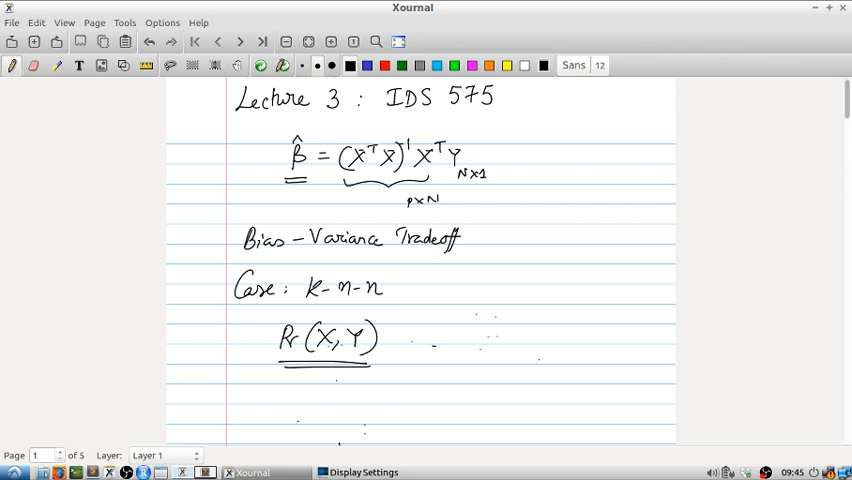 Xournal
File Edit View Page Tools Options Help
Sans 12
Lecture 3 : IDS 575
β̂ = (XᵀX)⁻¹XᵀY
N×1
p×N
Bias - Variance Tradeoff
Case: k-n-n
Pr(X, Y)
Page 1 of 5 Layer: Layer 1
Xournal Display Settings 09:45